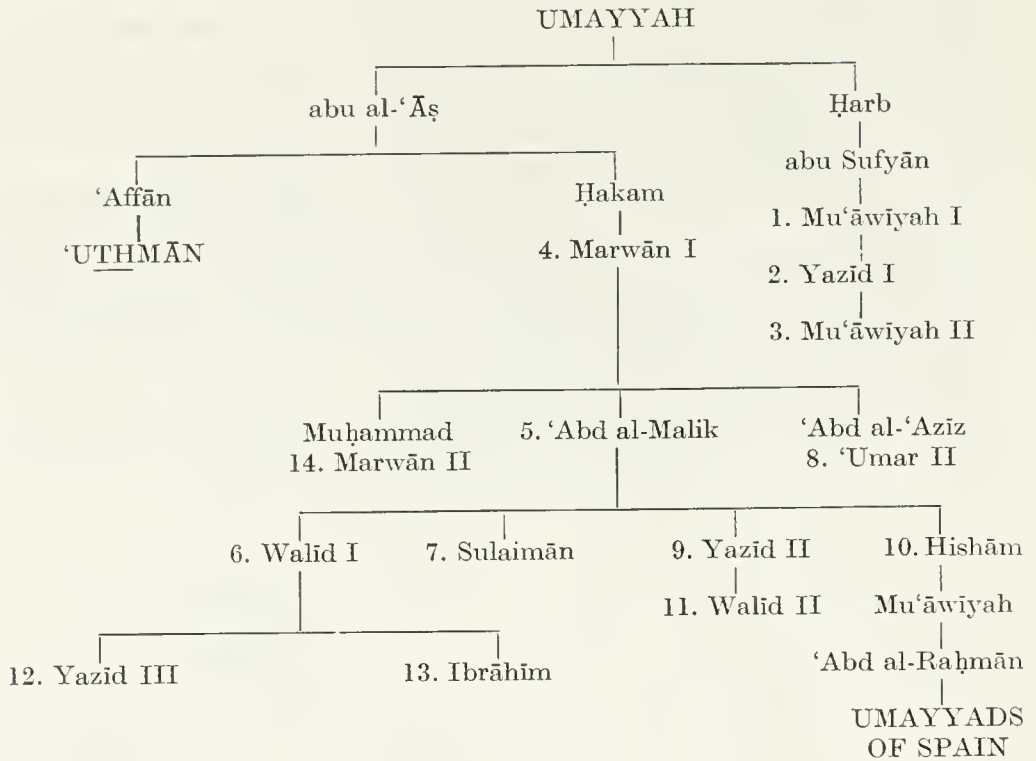 UMAYYAH
abu al-‘Āṣ
Ḥarb
abu Sufyān
‘Affān
Ḥakam
1. Mu‘āwīyah I
‘UTHMĀN
4. Marwān I
2. Yazīd I
3. Mu‘āwīyah II
Muḥammad
5. ‘Abd al-Malik
‘Abd al-‘Azīz
14. Marwān II
8. ‘Umar II
6. Walīd I
7. Sulaimān
9. Yazīd II
10. Hishām
11. Walīd II
Mu‘āwīyah
12. Yazīd III
13. Ibrāhīm
‘Abd al-Raḥmān
UMAYYADS
OF SPAIN